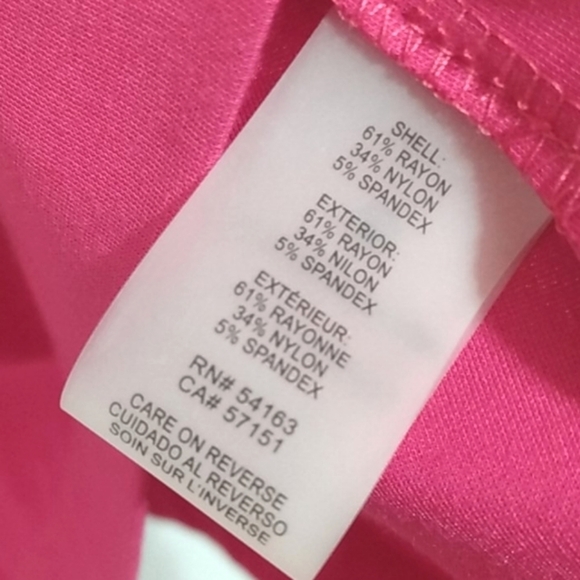 SHELL:
61% RAYON
34% NYLON
5% SPANDEX
EXTERIOR:
61% RAYON
34% NILON
5% SPANDEX
EXTÉRIEUR:
61% RAYONNE
34% NYLON
5% SPANDEX
RN# 54163
CA# 57151
CARE ON REVERSE
CUIDADO AL REVERSO
SOIN SUR L'INVERSE